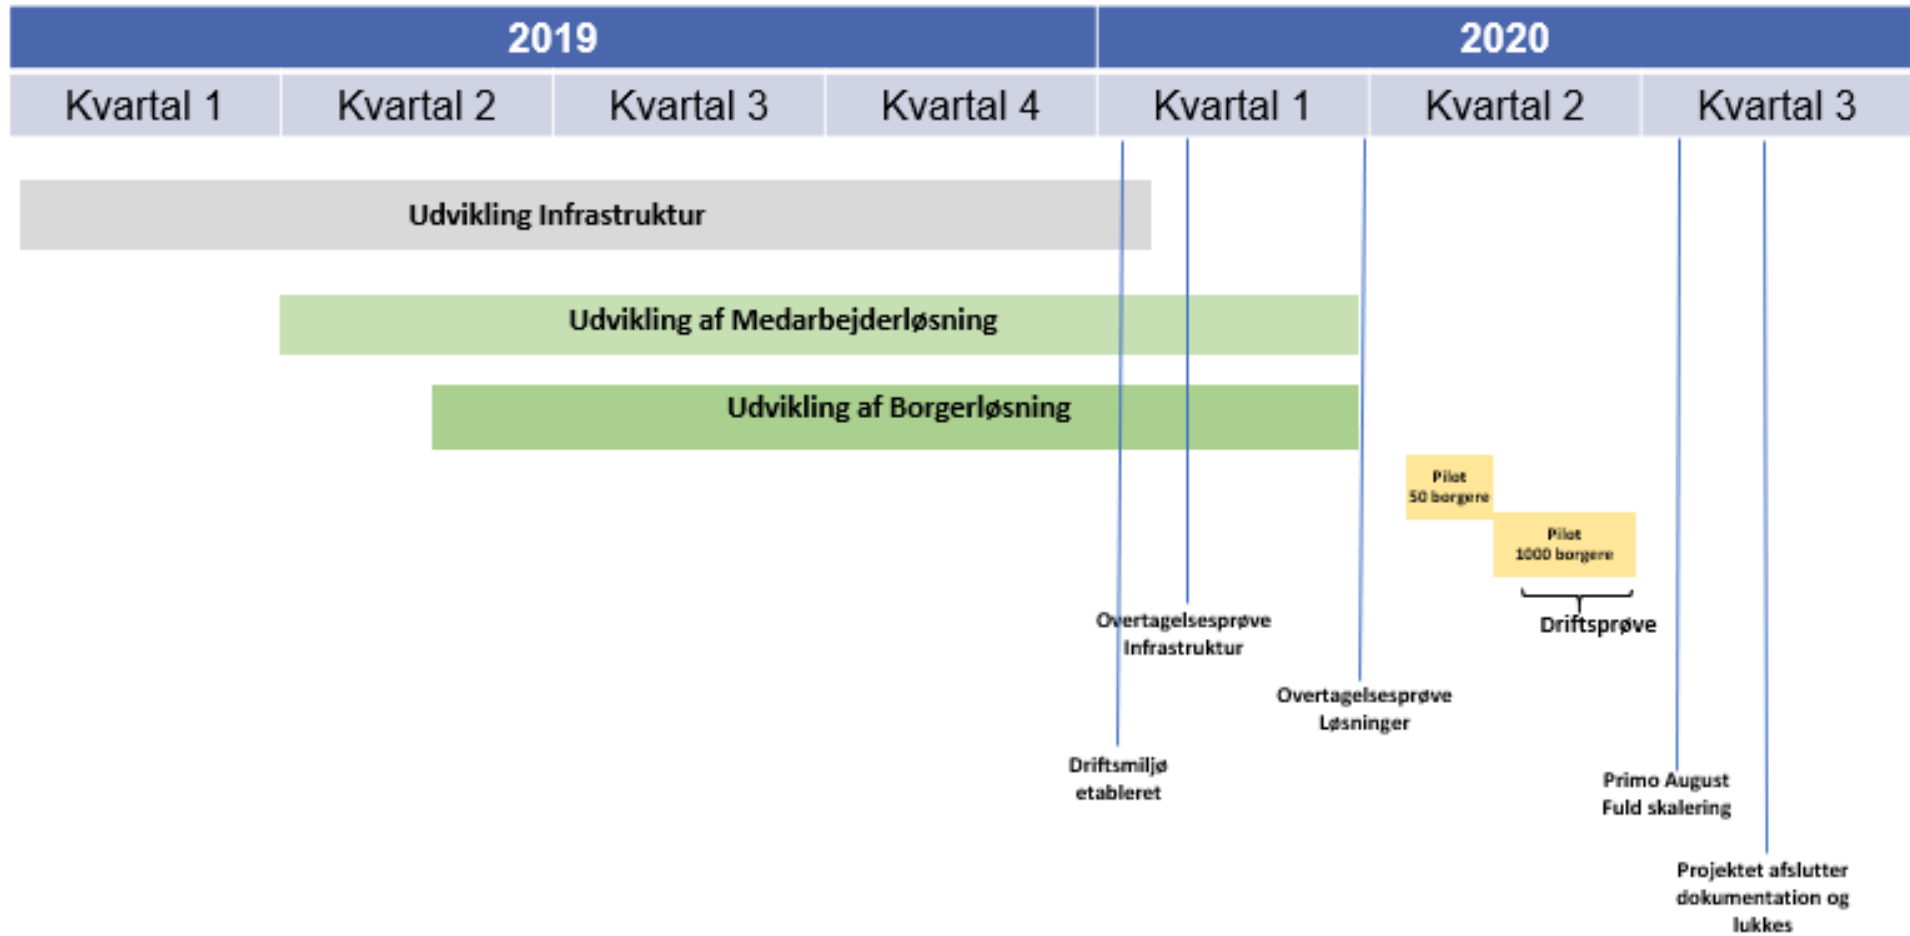 2019
2020
Kvartal 1
Kvartal 2
Kvartal 3
Kvartal 4
Kvartal 1
Kvartal 2
Kvartal 3
Udvikling Infrastruktur
Udvikling af Medarbejderløsning
Udvikling af Borgerløsning
Pilot
50 borgere
Pilot
1000 borgere
Driftsprøve
Overtagelsesprøve
Infrastruktur
Overtagelsesprøve
Løsninger
Driftsmiljø
etableret
Primo August
Fuld skalering
Projektet afslutter
dokumentation og
lukkes